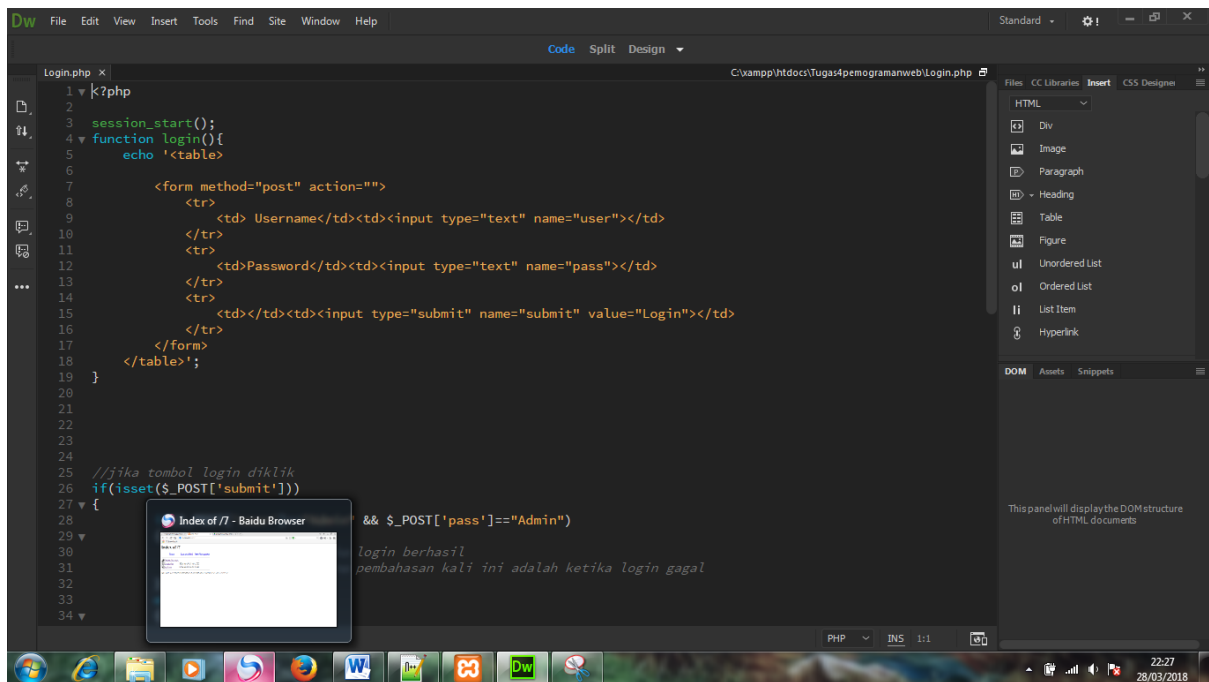 Dw File Edit View Insert Tools Find Site Window Help Standard
Code Split Design
Login.php × C:\xampp\htdocs\Tugas4pemogramanweb\Login.php
1 <?php
2
3 session_start();
4 function login(){
5 echo '<table>
6
7 <form method="post" action="">
8 <tr>
9 <td> Username</td><td><input type="text" name="user"></td>
10 </tr>
11 <tr>
12 <td>Password</td><td><input type="text" name="pass"></td>
13 </tr>
14 <tr>
15 <td></td><td><input type="submit" name="submit" value="Login"></td>
16 </tr>
17 </form>
18 </table>';
19 }
20
21
22
23
24
25 //jika tombol login diklik
26 if(isset($_POST['submit']))
27 {
28 && $_POST['pass']=="Admin")
29
30 login berhasil
31 pembahasan kali ini adalah ketika login gagal
32
33
34
Index of /7 - Baidu Browser
Index of /7
PHP INS 1:1
Files CC Libraries Insert CSS Designer
HTML
Div
Image
Paragraph
Heading
Table
Figure
ul Unordered List
ol Ordered List
li List Item
Hyperlink
DOM Assets Snippets
This panel will display the DOM structure
of HTML documents
Dw
22:27
28/03/2018